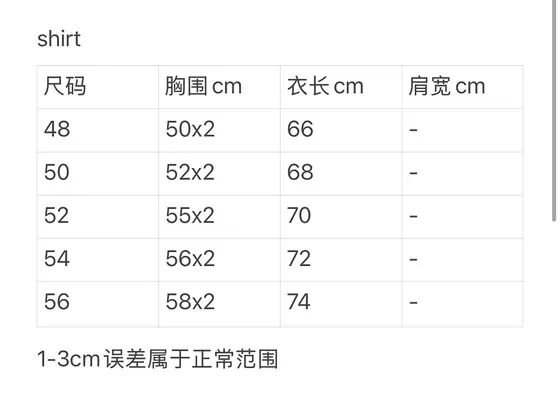 shirt
尺码 胸围cm 衣长cm 肩宽cm
48 50x2 66 -
50 52x2 68 -
52 55x2 70 -
54 56x2 72 -
56 58x2 74 -
1-3cm误差属于正常范围